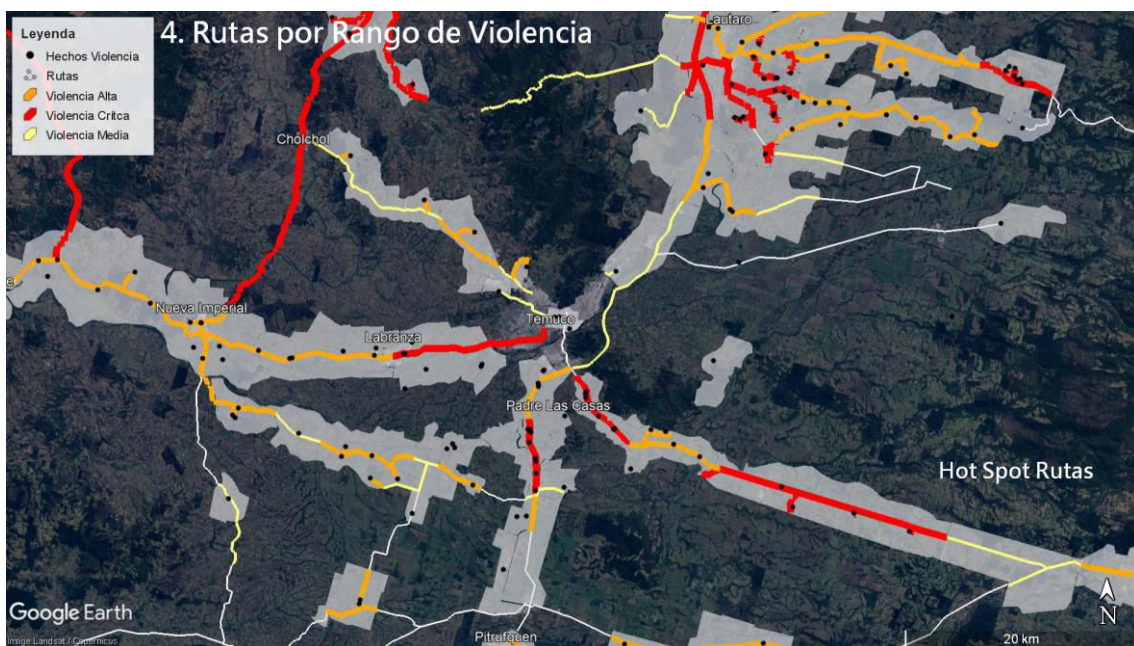 4. Rutas por Rango de Violencia
Leyenda
Hechos Violencia
Rutas
Violencia Alta
Violencia Crítca
Violencia Media
Lautaro
Cholchol
e
Nueva Imperial
Temuco
Labranza
Padre Las Casas
Hot Spot Rutas
Pitrufquen
Google Earth
Image Landsat / Copernicus
N
20 km